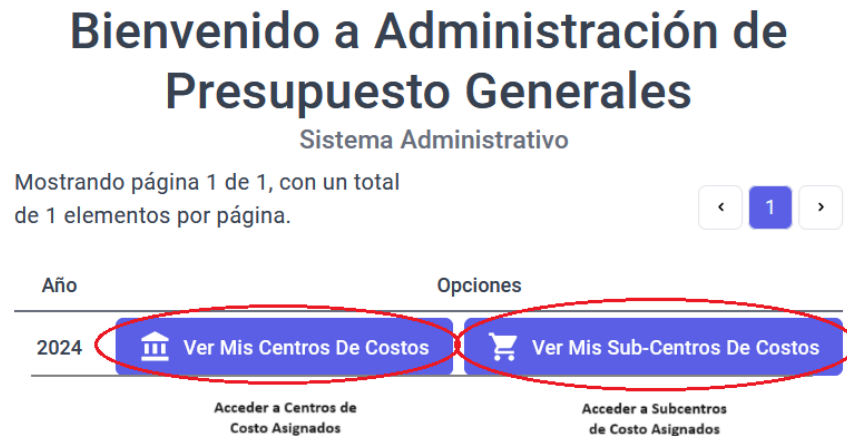 Bienvenido a Administración de
Presupuesto Generales
Sistema Administrativo
Mostrando página 1 de 1, con un total
de 1 elementos por página.
‹ 1 ›
Año Opciones
2024 Ver Mis Centros De Costos Ver Mis Sub-Centros De Costos
Acceder a Centros de Acceder a Subcentros
Costo Asignados de Costo Asignados